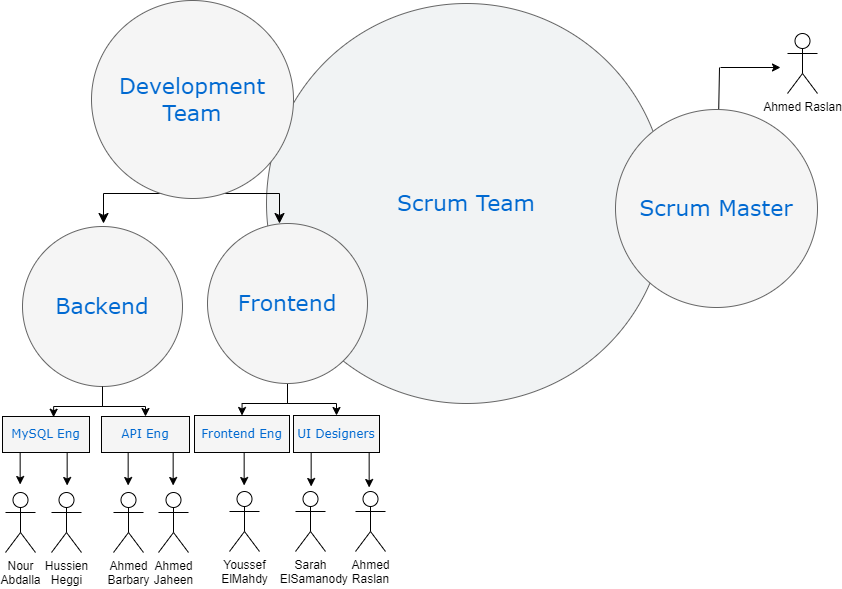 Development
Team
Ahmed Raslan
Scrum Team
Scrum Master
Backend
Frontend
MySQL Eng
API Eng
Frontend Eng
UI Designers
Nour
Abdalla
Hussien
Heggi
Ahmed
Barbary
Ahmed
Jaheen
Youssef
ElMahdy
Sarah
ElSamanody
Ahmed
Raslan